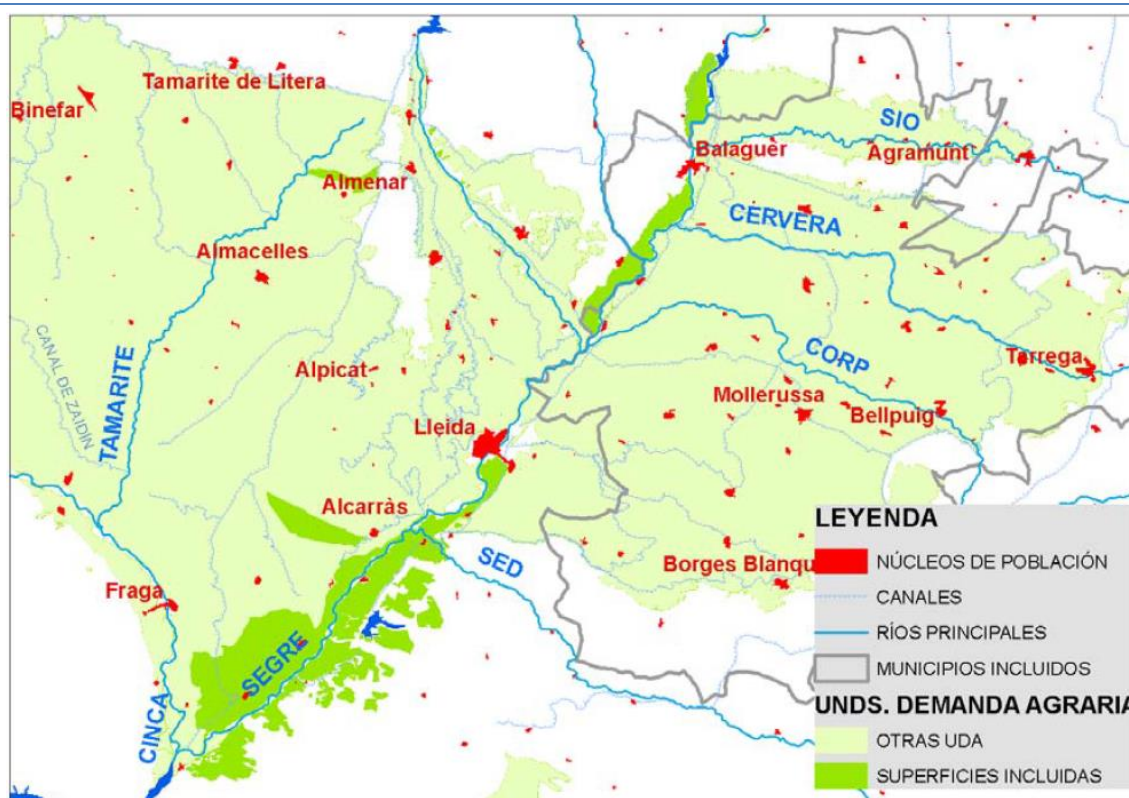 Tamarite de Litera
Binefar
SIO
Balaguer
Agramunt
Almenar
CERVERA
Almacelles
CANAL DE ZAIDIN
TAMARITE
CORP
Tarrega
Alpicat
Mollerussa
Bellpuig
Lleida
Alcarràs
SED
Borges Blanqu
Fraga
SEGRE
CINCA
LEYENDA
NÚCLEOS DE POBLACIÓN
CANALES
RÍOS PRINCIPALES
MUNICIPIOS INCLUIDOS
UNDS. DEMANDA AGRARIA
OTRAS UDA
SUPERFICIES INCLUIDAS